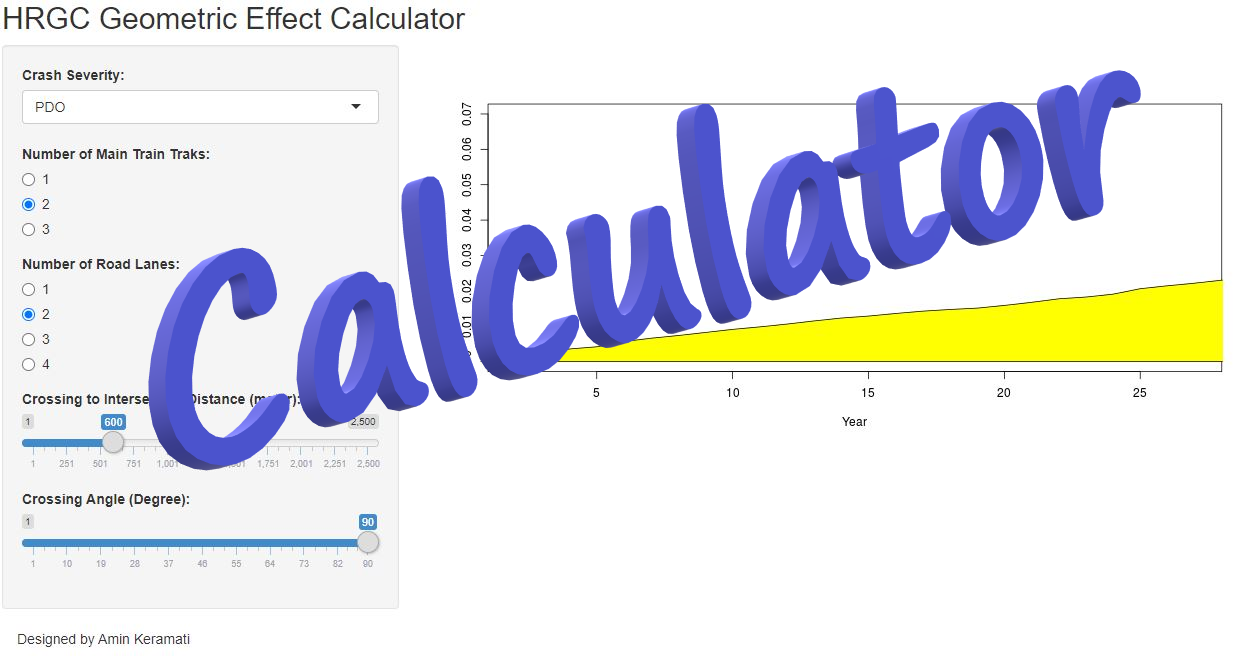 HRGC Geometric Effect Calculator
Crash Severity:
PDO
Number of Main Train Traks:
1
2
3
Number of Road Lanes:
1
2
3
4
Crossing to Distance
1 600 2,500
1 251 501 751 1,001 1,751 2,001 2,251 2,500
Crossing Angle (Degree):
1 90
1 10 19 28 37 46 55 64 73 82 90
Designed by Amin Keramati
Calculator
0.07
0.06
0.05
0.04
0.03
0.02
0.01
5 10 15 20 25
Year